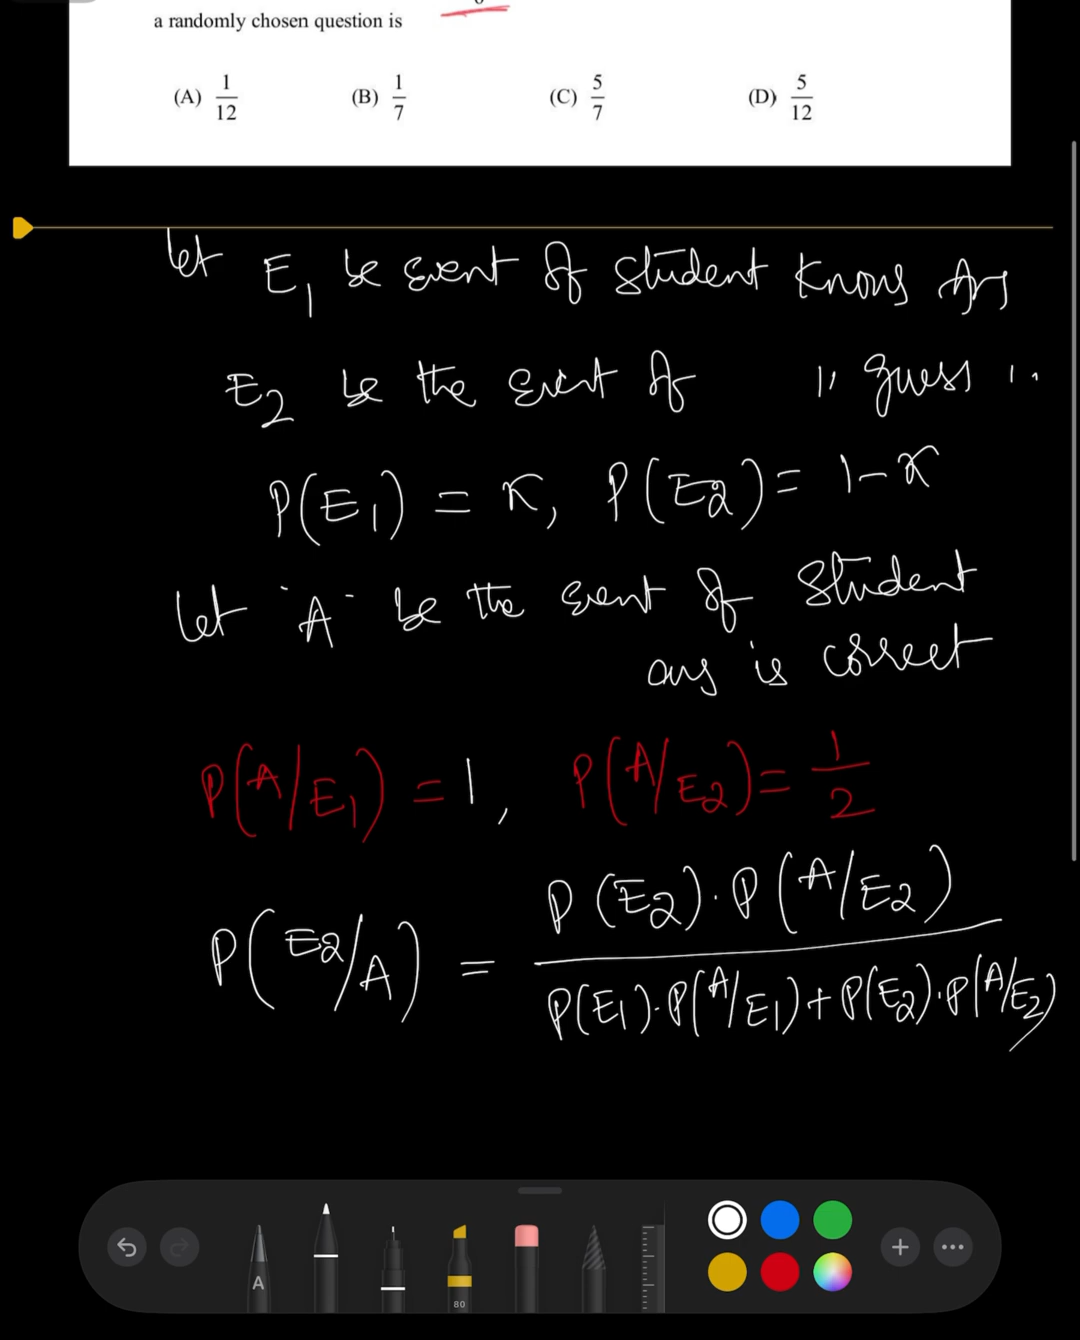 a randomly chosen question is
(A) 1/12 (B) 1/7 (C) 5/7 (D) 5/12
let E₁ be event of student knows Ans
E₂ be the event of 〃 guess 〃
P(E₁) = x, P(E₂) = 1-x
let "A" be the event of student
ans is correct
P(A/E₁) = 1, P(A/E₂) = 1/2
P(E₂/A) = P(E₂).P(A/E₂) / P(E₁).P(A/E₁)+P(E₂).P(A/E₂)
A
80